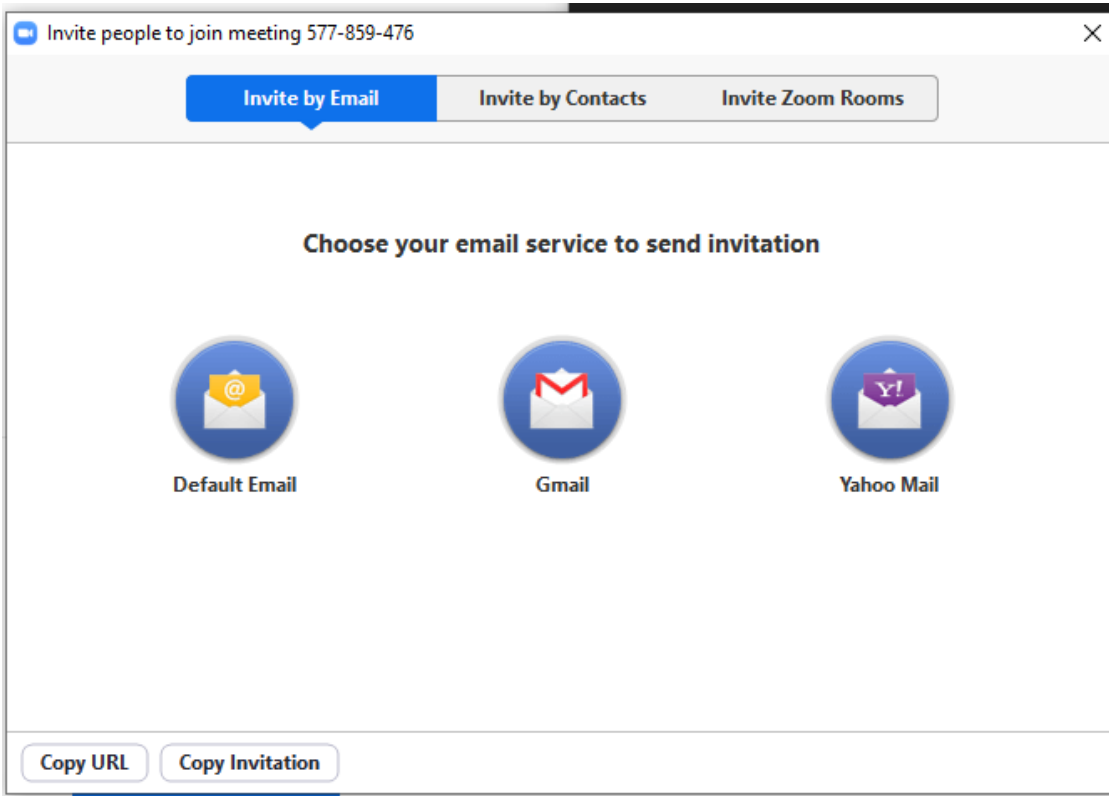 Invite people to join meeting 577-859-476
Invite by Email Invite by Contacts Invite Zoom Rooms
Choose your email service to send invitation
@ Y!
Default Email Gmail Yahoo Mail
Copy URL Copy Invitation